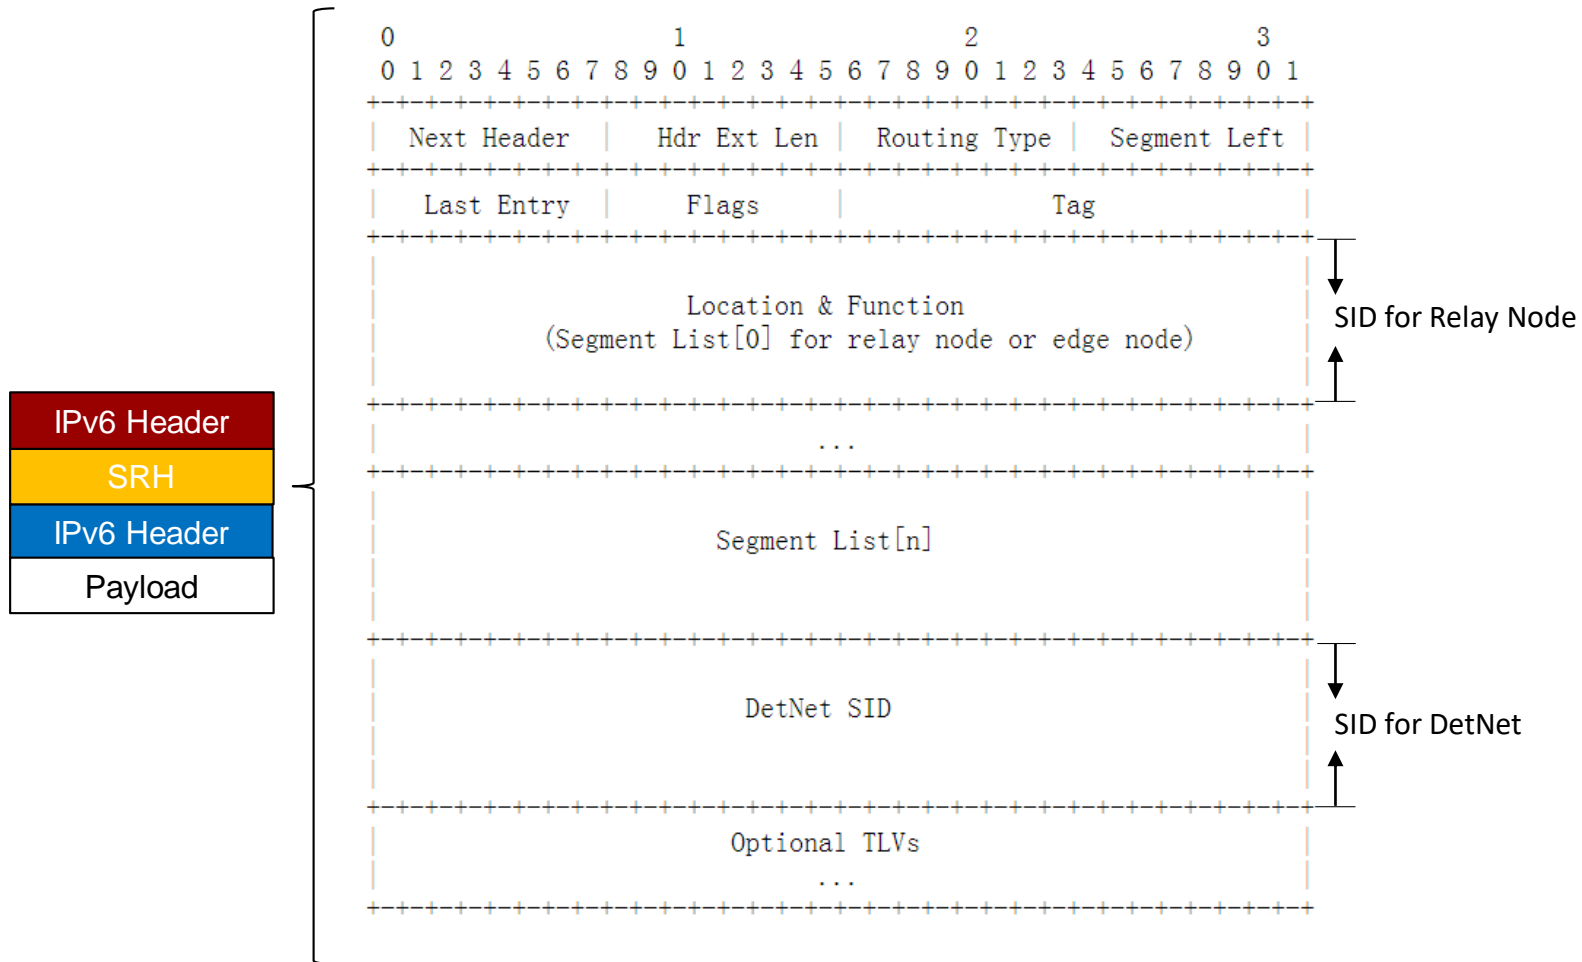 0 1 2 3
0 1 2 3 4 5 6 7 8 9 0 1 2 3 4 5 6 7 8 9 0 1 2 3 4 5 6 7 8 9 0 1
+-+-+-+-+-+-+-+-+-+-+-+-+-+-+-+-+-+-+-+-+-+-+-+-+-+-+-+-+-+-+-+-+
| Next Header | Hdr Ext Len | Routing Type | Segment Left |
+-+-+-+-+-+-+-+-+-+-+-+-+-+-+-+-+-+-+-+-+-+-+-+-+-+-+-+-+-+-+-+-+
| Last Entry | Flags | Tag |
+-+-+-+-+-+-+-+-+-+-+-+-+-+-+-+-+-+-+-+-+-+-+-+-+-+-+-+-+-+-+-+-+
Location & Function
(Segment List[0] for relay node or edge node)
SID for Relay Node
+-+-+-+-+-+-+-+-+-+-+-+-+-+-+-+-+-+-+-+-+-+-+-+-+-+-+-+-+-+-+-+-+
...
+-+-+-+-+-+-+-+-+-+-+-+-+-+-+-+-+-+-+-+-+-+-+-+-+-+-+-+-+-+-+-+-+
Segment List[n]
+-+-+-+-+-+-+-+-+-+-+-+-+-+-+-+-+-+-+-+-+-+-+-+-+-+-+-+-+-+-+-+-+
DetNet SID
SID for DetNet
+-+-+-+-+-+-+-+-+-+-+-+-+-+-+-+-+-+-+-+-+-+-+-+-+-+-+-+-+-+-+-+-+
Optional TLVs
...
+-+-+-+-+-+-+-+-+-+-+-+-+-+-+-+-+-+-+-+-+-+-+-+-+-+-+-+-+-+-+-+-+
IPv6 Header
SRH
IPv6 Header
Payload